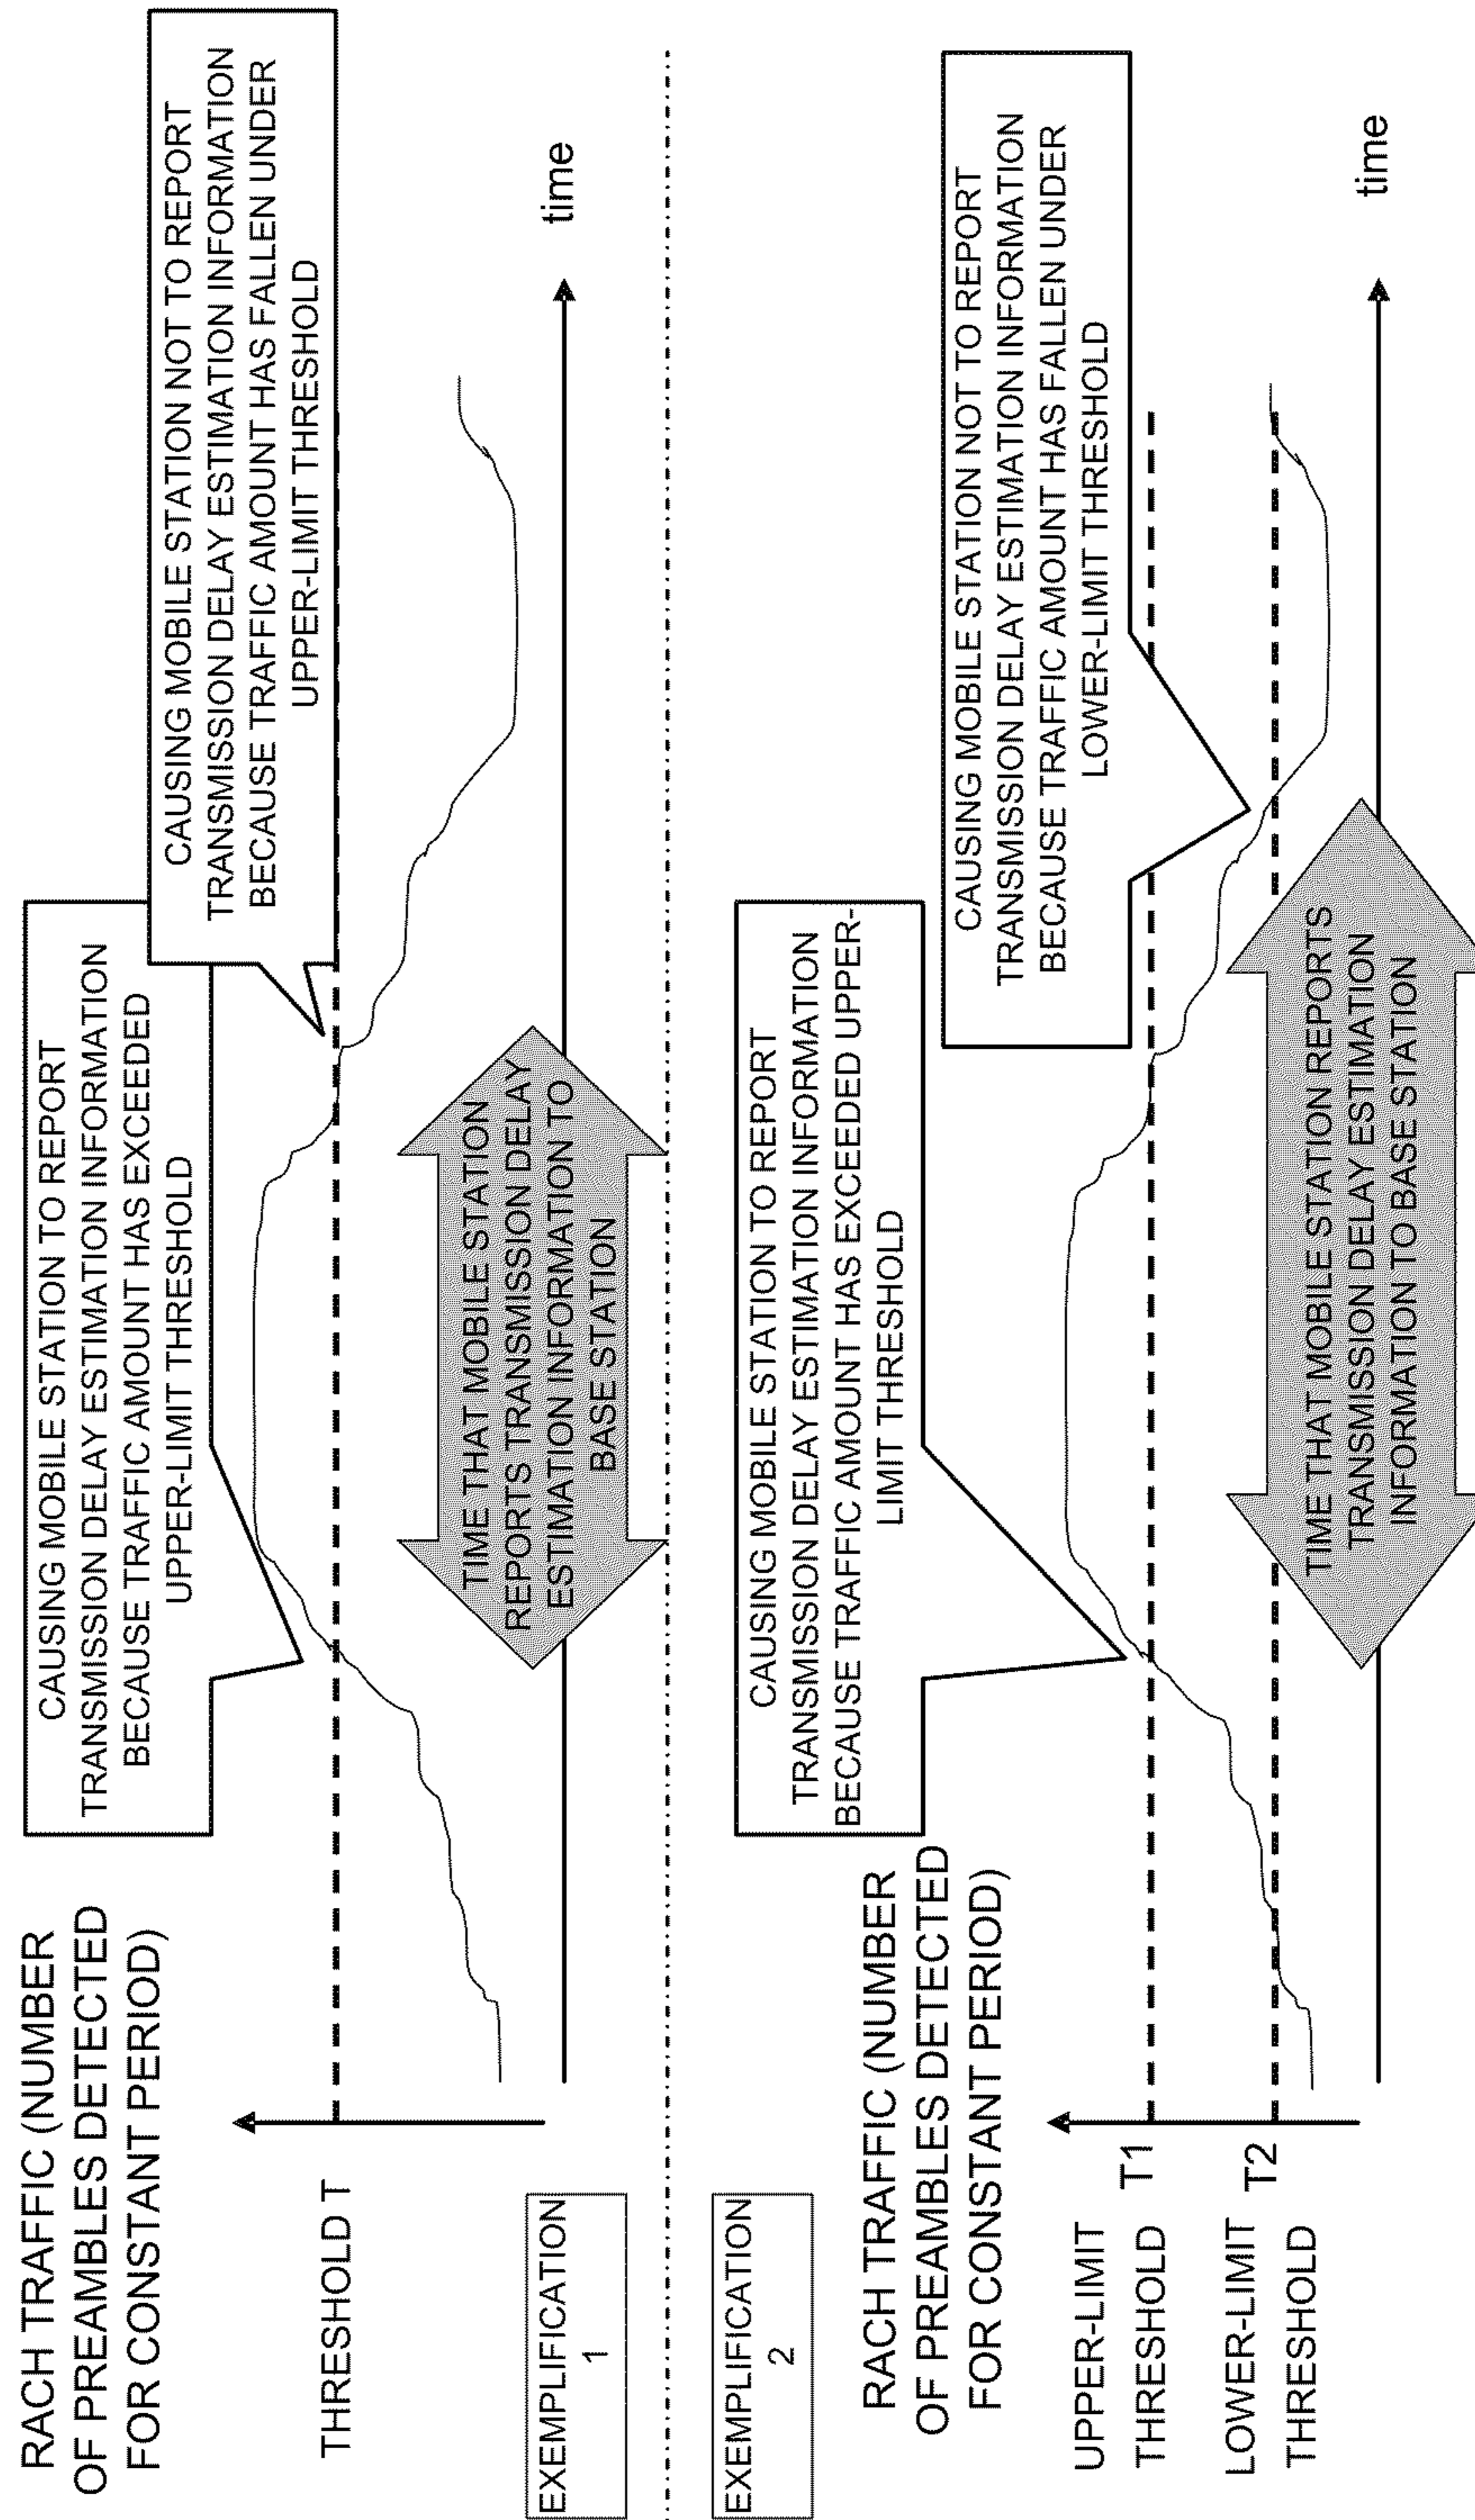 RACH TRAFFIC (NUMBER
OF PREAMBLES DETECTED
FOR CONSTANT PERIOD)
CAUSING MOBILE STATION TO REPORT
TRANSMISSION DELAY ESTIMATION INFORMATION
BECAUSE TRAFFIC AMOUNT HAS EXCEEDED
UPPER-LIMIT THRESHOLD
CAUSING MOBILE STATION NOT TO REPORT
TRANSMISSION DELAY ESTIMATION INFORMATION
BECAUSE TRAFFIC AMOUNT HAS FALLEN UNDER
UPPER-LIMIT THRESHOLD
THRESHOLD T
TIME THAT MOBILE STATION
REPORTS TRANSMISSION DELAY
ESTIMATION INFORMATION TO
BASE STATION
time
EXEMPLIFICATION
1
EXEMPLIFICATION
2
RACH TRAFFIC (NUMBER
OF PREAMBLES DETECTED
FOR CONSTANT PERIOD)
CAUSING MOBILE STATION TO REPORT
TRANSMISSION DELAY ESTIMATION INFORMATION
BECAUSE TRAFFIC AMOUNT HAS EXCEEDED UPPER-
LIMIT THRESHOLD
CAUSING MOBILE STATION NOT TO REPORT
TRANSMISSION DELAY ESTIMATION INFORMATION
BECAUSE TRAFFIC AMOUNT HAS FALLEN UNDER
LOWER-LIMIT THRESHOLD
UPPER-LIMIT
THRESHOLD T1
LOWER-LIMIT
THRESHOLD T2
TIME THAT MOBILE STATION REPORTS
TRANSMISSION DELAY ESTIMATION
INFORMATION TO BASE STATION
time